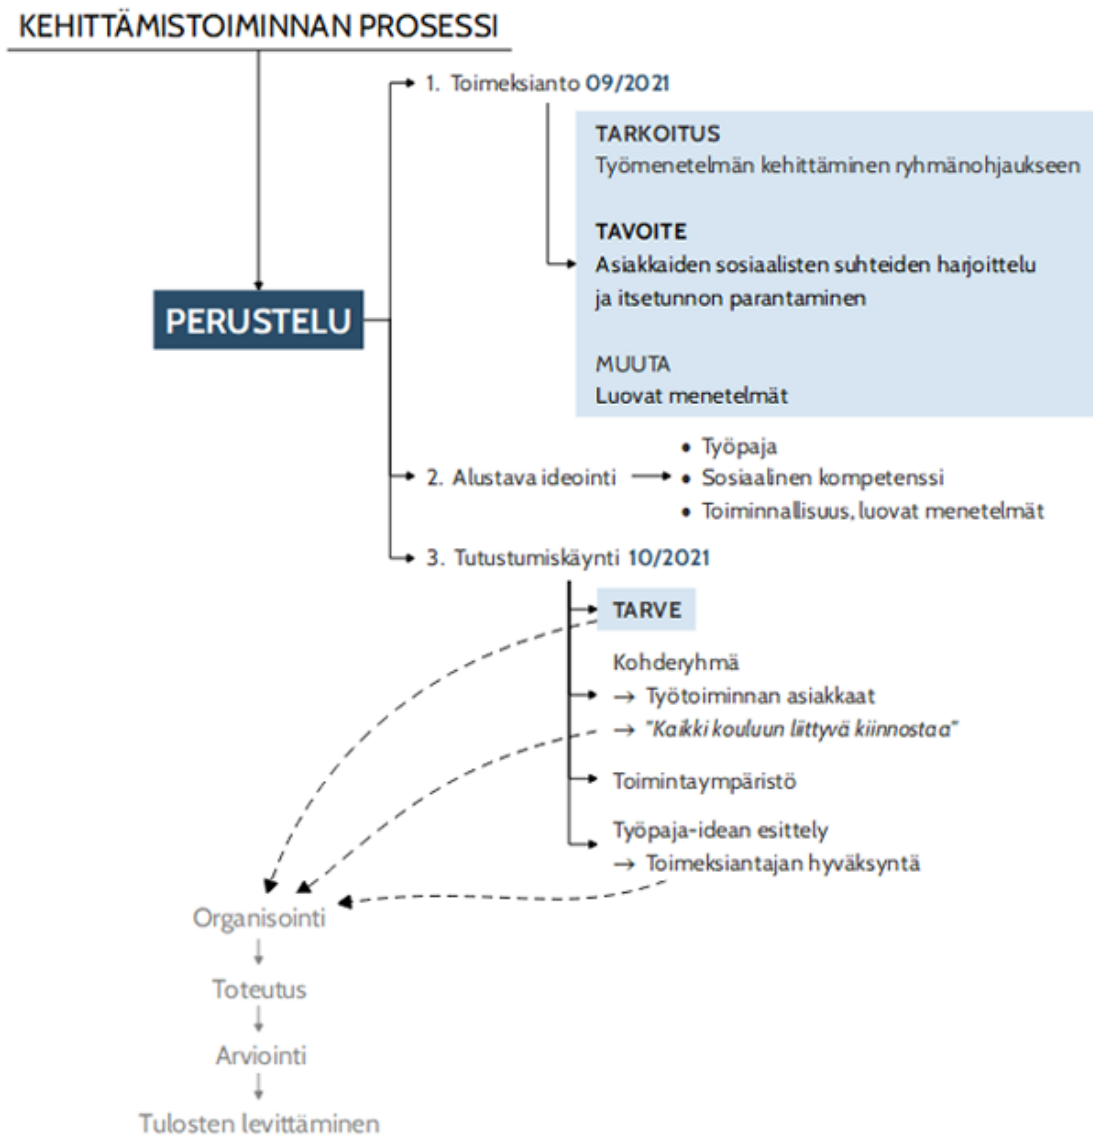 KEHITTÄMISTOIMINNAN PROSESSI
PERUSTELU
1. Toimeksianto 09/2021
TARKOITUS
Työmenetelmän kehittäminen ryhmänohjaukseen
TAVOITE
Asiakkaiden sosiaalisten suhteiden harjoittelu
ja itsetunnon parantaminen
MUUTA
Luovat menetelmät
2. Alustava ideointi
• Työpaja
• Sosiaalinen kompetenssi
• Toiminnallisuus, luovat menetelmät
3. Tutustumiskäynti 10/2021
TARVE
Kohderyhmä
→ Työtoiminnan asiakkaat
→ "Kaikki kouluun liittyvä kiinnostaa"
Toimintaympäristö
Työpaja-idean esittely
→ Toimeksiantajan hyväksyntä
Organisointi
Toteutus
Arviointi
Tulosten levittäminen